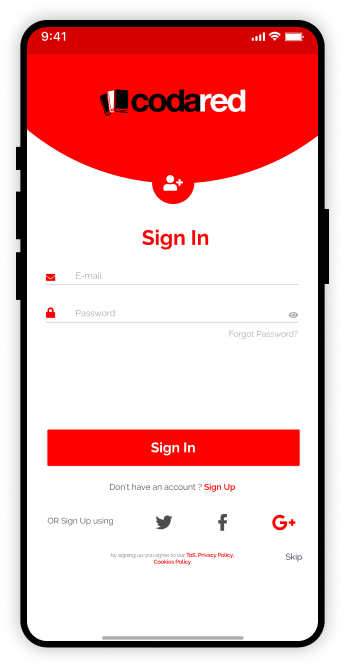 9:41
codared
Sign In
E-mail
Password
Forgot Password?
Sign In
Don't have an account ? Sign Up
OR Sign Up using
by signing up you agree to our ToS, Privacy Policy,
Cookies Policy
Skip